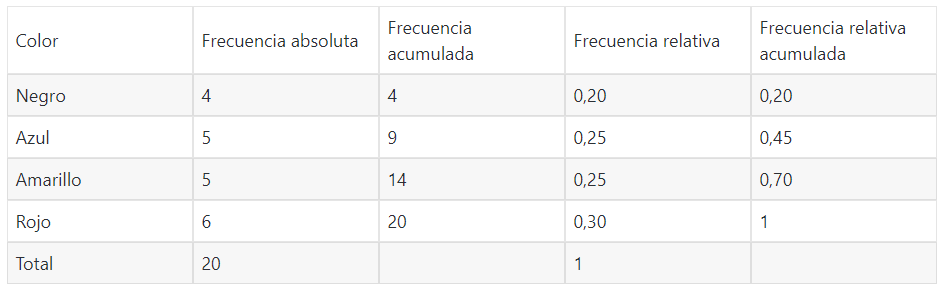 Color Frecuencia absoluta Frecuencia acumulada Frecuencia relativa Frecuencia relativa acumulada
Negro 4 4 0,20 0,20
Azul 5 9 0,25 0,45
Amarillo 5 14 0,25 0,70
Rojo 6 20 0,30 1
Total 20 1